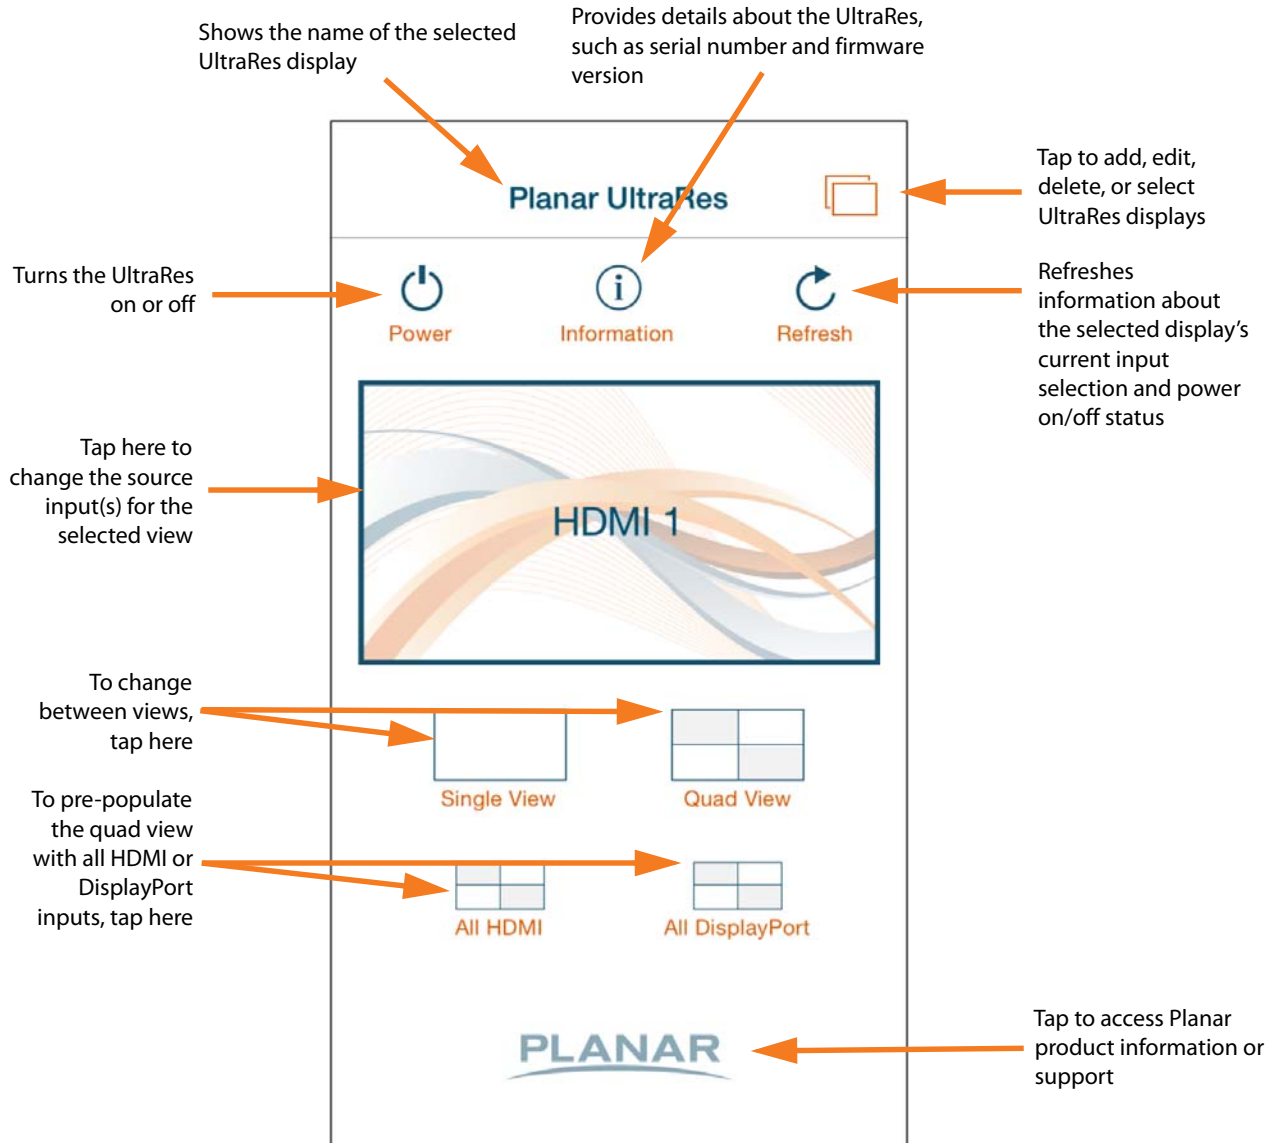 Shows the name of the selected
UltraRes display
Provides details about the UltraRes,
such as serial number and firmware
version
Planar UltraRes
Tap to add, edit,
delete, or select
UltraRes displays
Turns the UltraRes
on or off
Power
Information
Refresh
Refreshes
information about
the selected display’s
current input
selection and power
on/off status
Tap here to
change the source
input(s) for the
selected view
HDMI 1
To change
between views,
tap here
Single View
Quad View
To pre-populate
the quad view
with all HDMI or
DisplayPort
inputs, tap here
All HDMI
All DisplayPort
PLANAR
Tap to access Planar
product information or
support